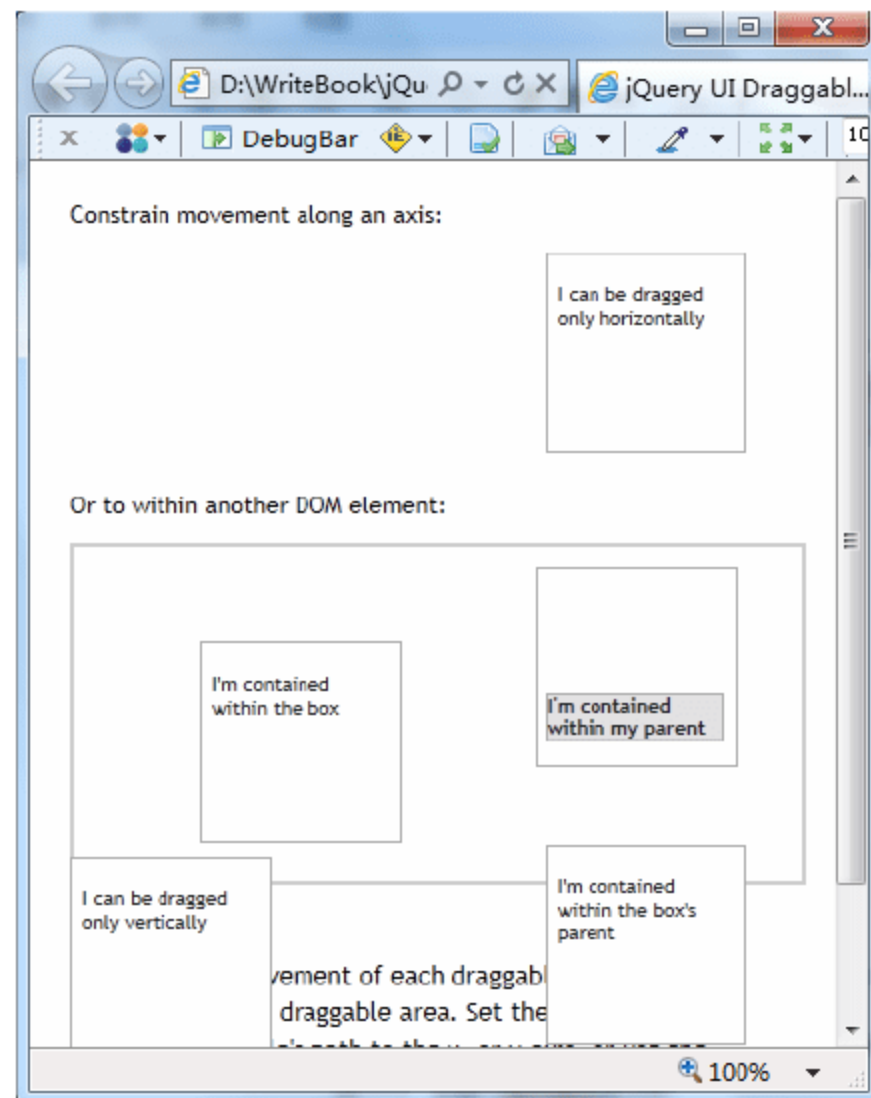 D:\WriteBook\jQu
jQuery UI Draggabl...
x DebugBar
10
Constrain movement along an axis:
I can be dragged
only horizontally
Or to within another DOM element:
I'm contained
within the box
I'm contained
within my parent
I can be dragged
only vertically
I'm contained
within the box's
parent
vement of each draggabl
draggable area. Set the
100%